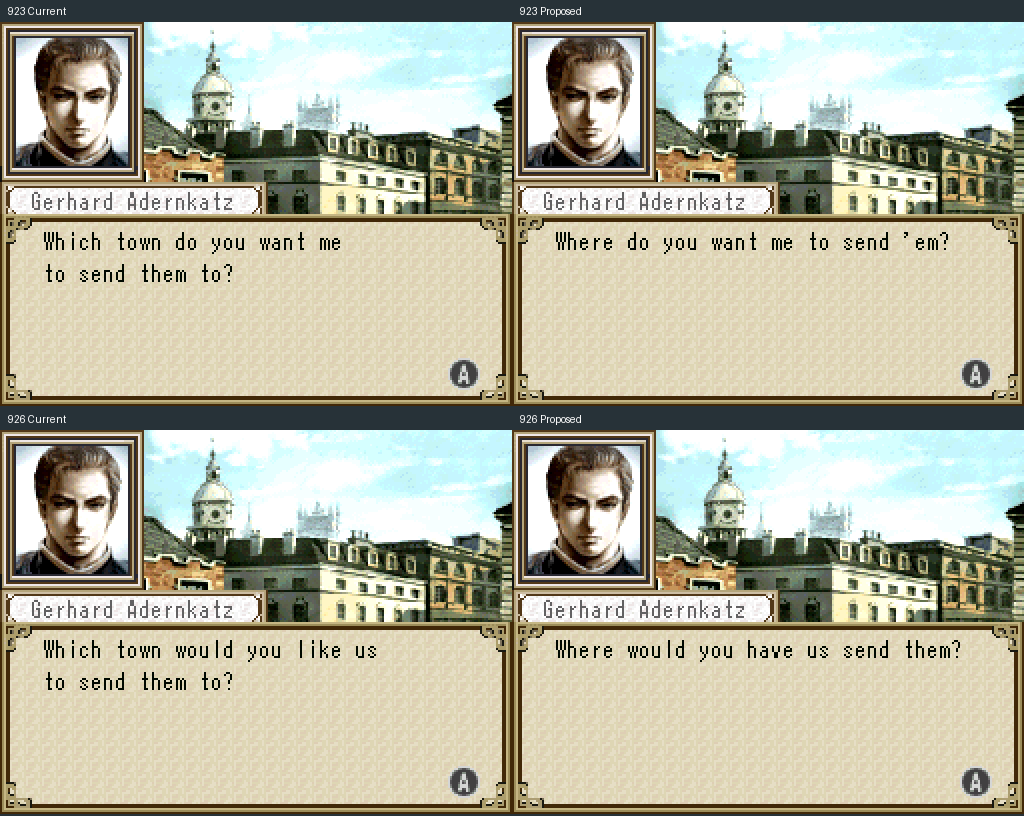 923 Current
923 Proposed
Gerhard Adernkatz
Gerhard Adernkatz
Which town do you want me
to send them to?
A
Where do you want me to send 'em?
A
926 Current
926 Proposed
Gerhard Adernkatz
Gerhard Adernkatz
Which town would you like us
to send them to?
A
Where would you have us send them?
A